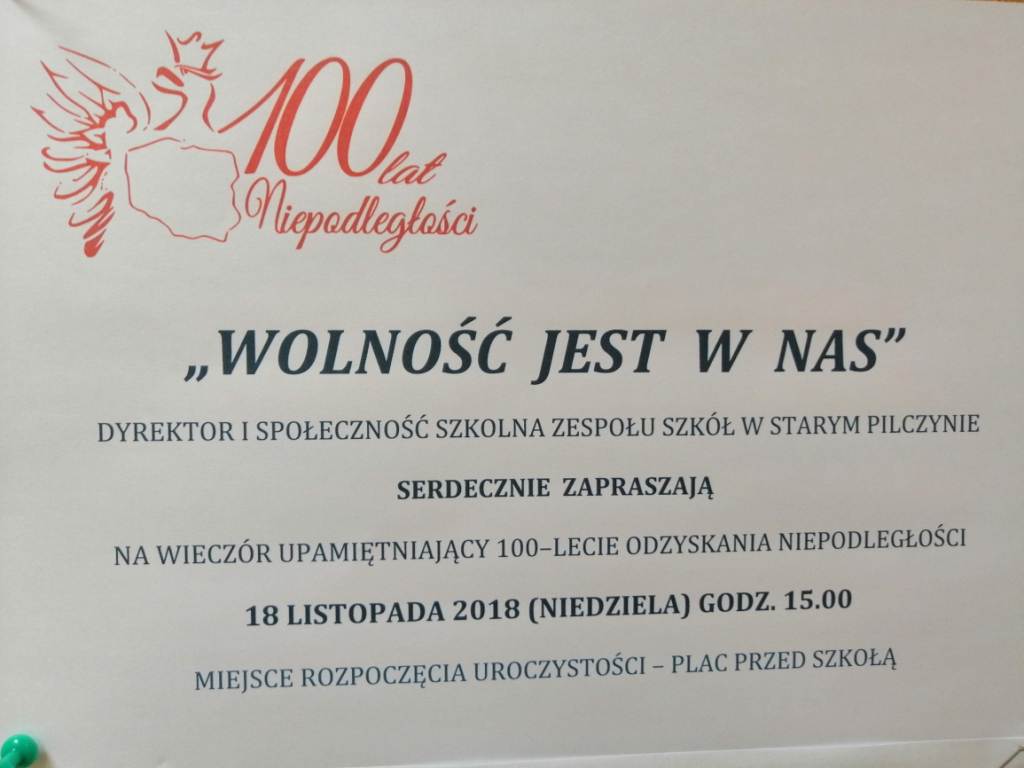 100 lat
Niepodległości
„WOLNOŚĆ JEST W NAS”
DYREKTOR I SPOŁECZNOŚĆ SZKOLNA ZESPOŁU SZKÓŁ W STARYM PILCZYNIE
SERDECZNIE ZAPRASZAJĄ
NA WIECZÓR UPAMIĘTNIAJĄCY 100–LECIE ODZYSKANIA NIEPODLEGŁOŚCI
18 LISTOPADA 2018 (NIEDZIELA) GODZ. 15.00
MIEJSCE ROZPOCZĘCIA UROCZYSTOŚCI – PLAC PRZED SZKOŁĄ